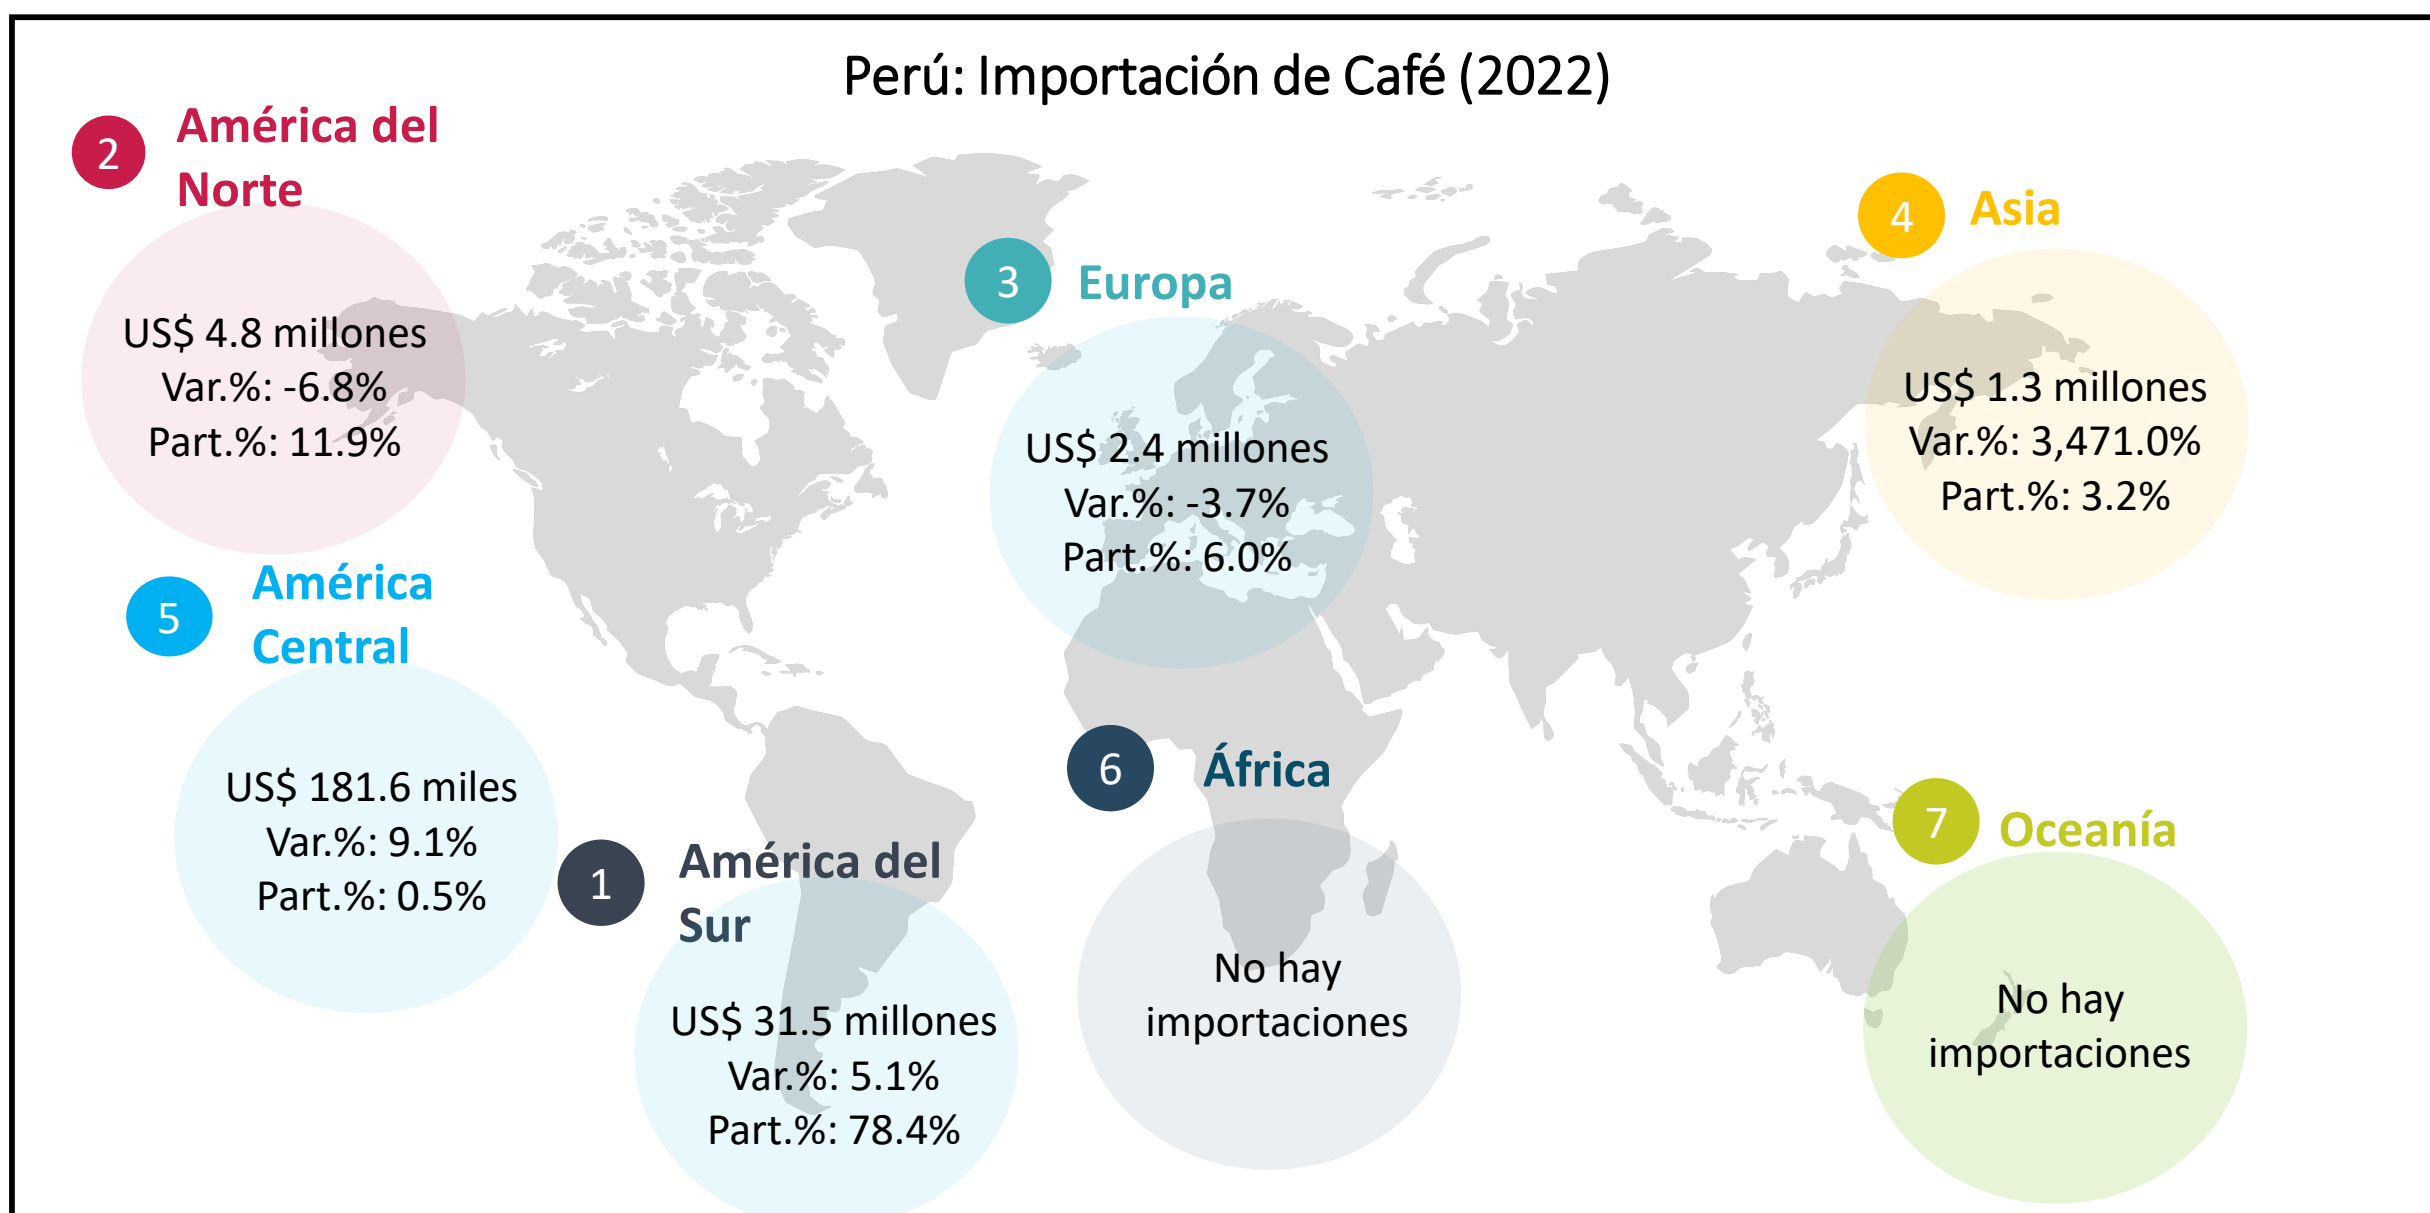 Perú: Importación de Café (2022)
2
América del
Norte
US$ 4.8 millones
Var.%: -6.8%
Part.%: 11.9%
3
Europa
US$ 2.4 millones
Var.%: -3.7%
Part.%: 6.0%
4
Asia
US$ 1.3 millones
Var.%: 3,471.0%
Part.%: 3.2%
5
América
Central
US$ 181.6 miles
Var.%: 9.1%
Part.%: 0.5%
1
América del
Sur
US$ 31.5 millones
Var.%: 5.1%
Part.%: 78.4%
6
África
No hay
importaciones
7
Oceanía
No hay
importaciones